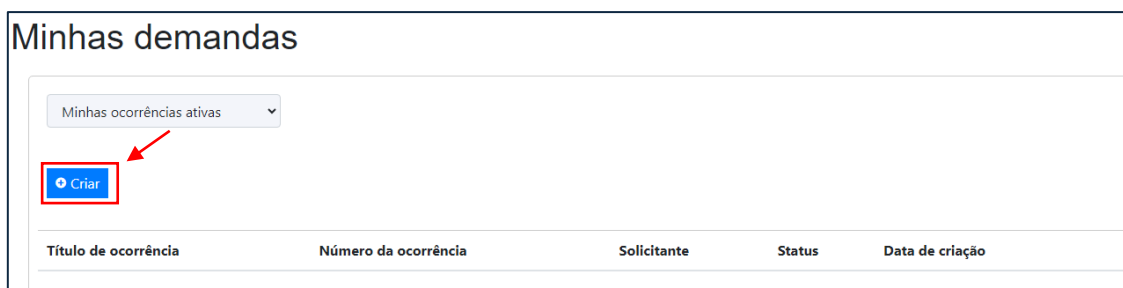 Minhas demandas
Minhas ocorrências ativas
Criar
Título de ocorrência Número da ocorrência Solicitante Status Data de criação